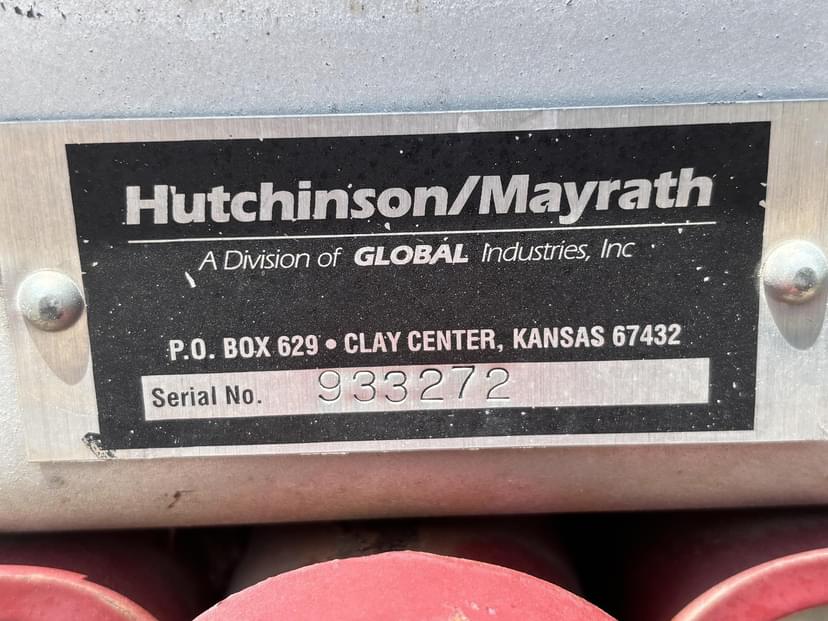 Hutchinson/Mayrath
A Division of GLOBAL Industries, Inc
P.O. BOX 629 • CLAY CENTER, KANSAS 67432
Serial No. 933272